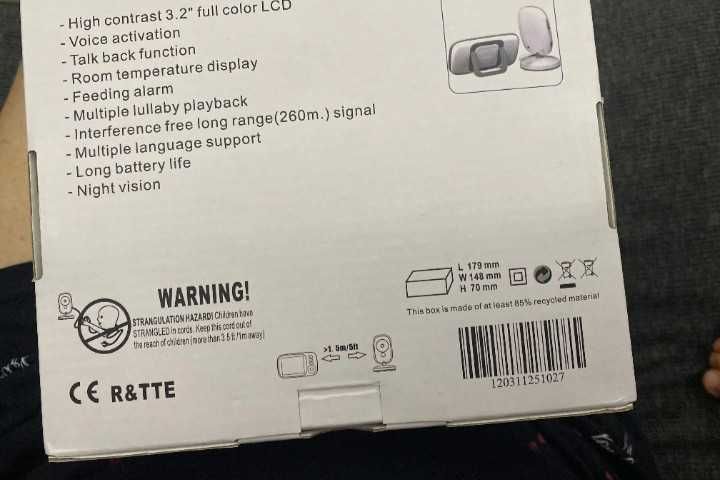 - High contrast 3.2" full color LCD
- Voice activation
- Talk back function
- Room temperature display
- Feeding alarm
- Multiple lullaby playback
- Interference free long range(260m.) signal
- Multiple language support
- Long battery life
- Night vision
WARNING!
STRANGULATION HAZARD! Children have
STRANGLED in cords. Keep this cord out of
the reach of children (more than 3.5 ft /1m away)
CE R&TTE
>1.5m/5ft
L 179 mm
W 148 mm
H 70 mm
This box is made of at least 85% recycled material
120311251027